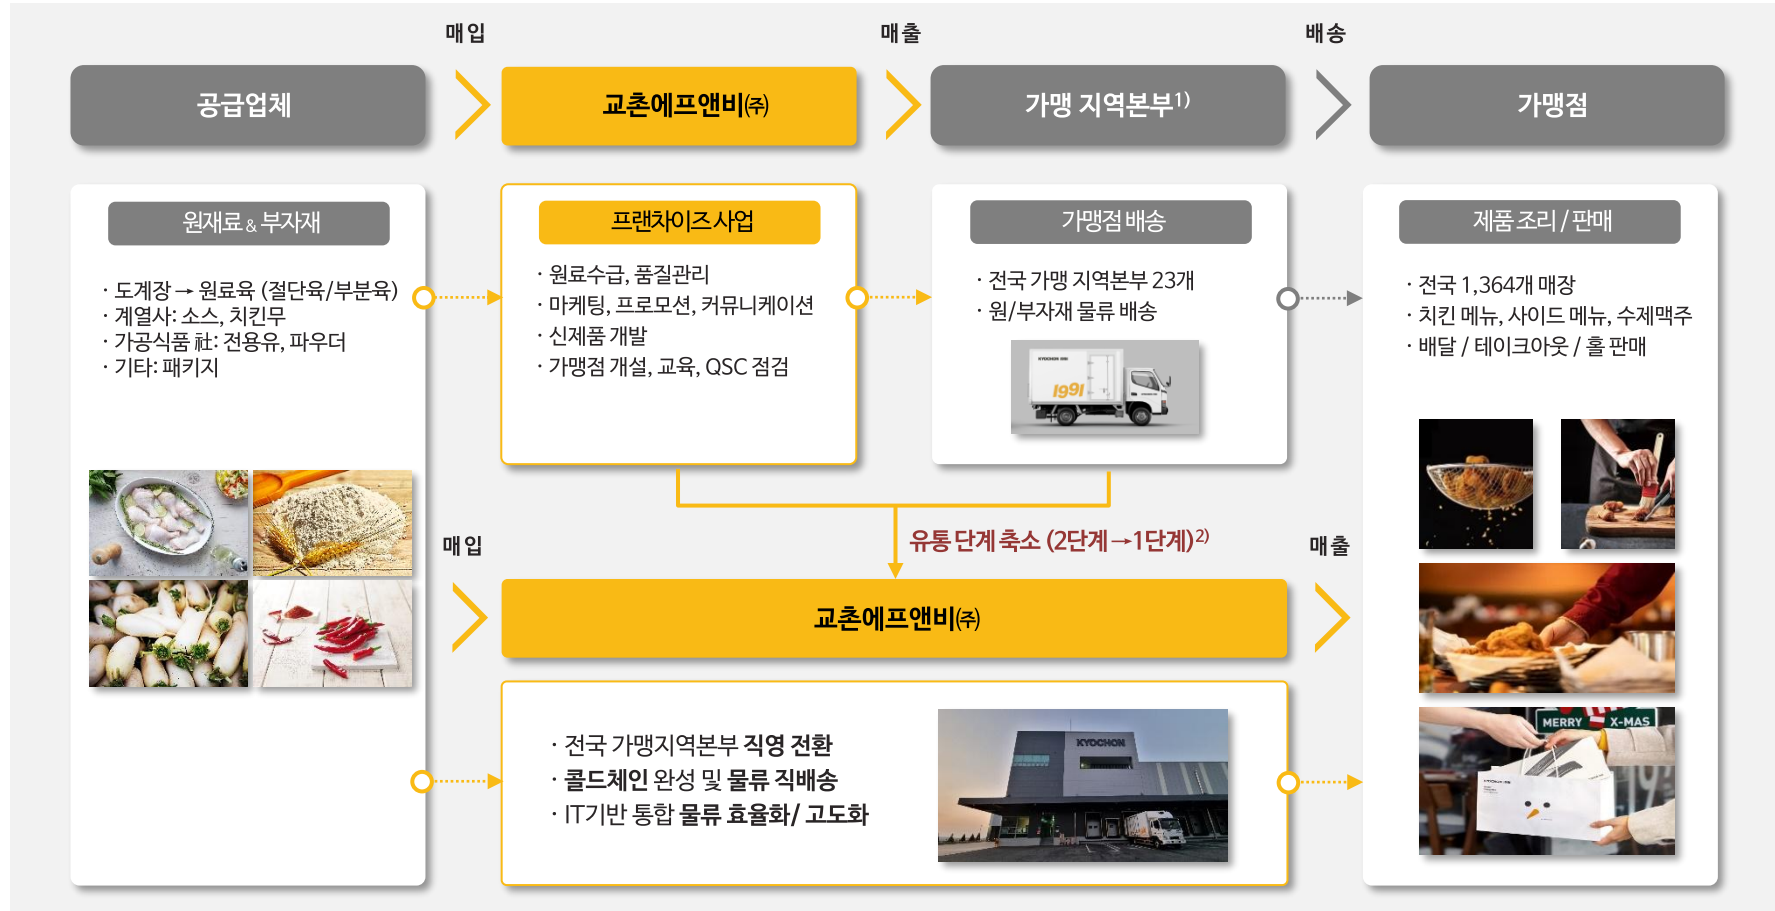 매입
매출
배송
공급업체
교촌에프앤비㈜
가맹 지역본부1)
가맹점
원재료 & 부자재
· 도계장 → 원료육 (절단육/부분육)
· 계열사: 소스, 치킨무
· 가공식품 社: 전용유, 파우더
· 기타: 패키지
프랜차이즈 사업
· 원료수급, 품질관리
· 마케팅, 프로모션, 커뮤니케이션
· 신제품 개발
· 가맹점 개설, 교육, QSC 점검
가맹점 배송
· 전국 가맹 지역본부 23개
· 원/부자재 물류 배송
KYOCHON
1991
제품 조리 / 판매
· 전국 1,364개 매장
· 치킨 메뉴, 사이드 메뉴, 수제맥주
· 배달 / 테이크아웃 / 홀 판매
유통 단계 축소 (2단계→1단계)2)
매입
매출
교촌에프앤비㈜
· 전국 가맹지역본부 직영 전환
· 콜드체인 완성 및 물류 직배송
· IT기반 통합 물류 효율화/ 고도화
KYOCHON
MERRY X-MAS
KYOCHON